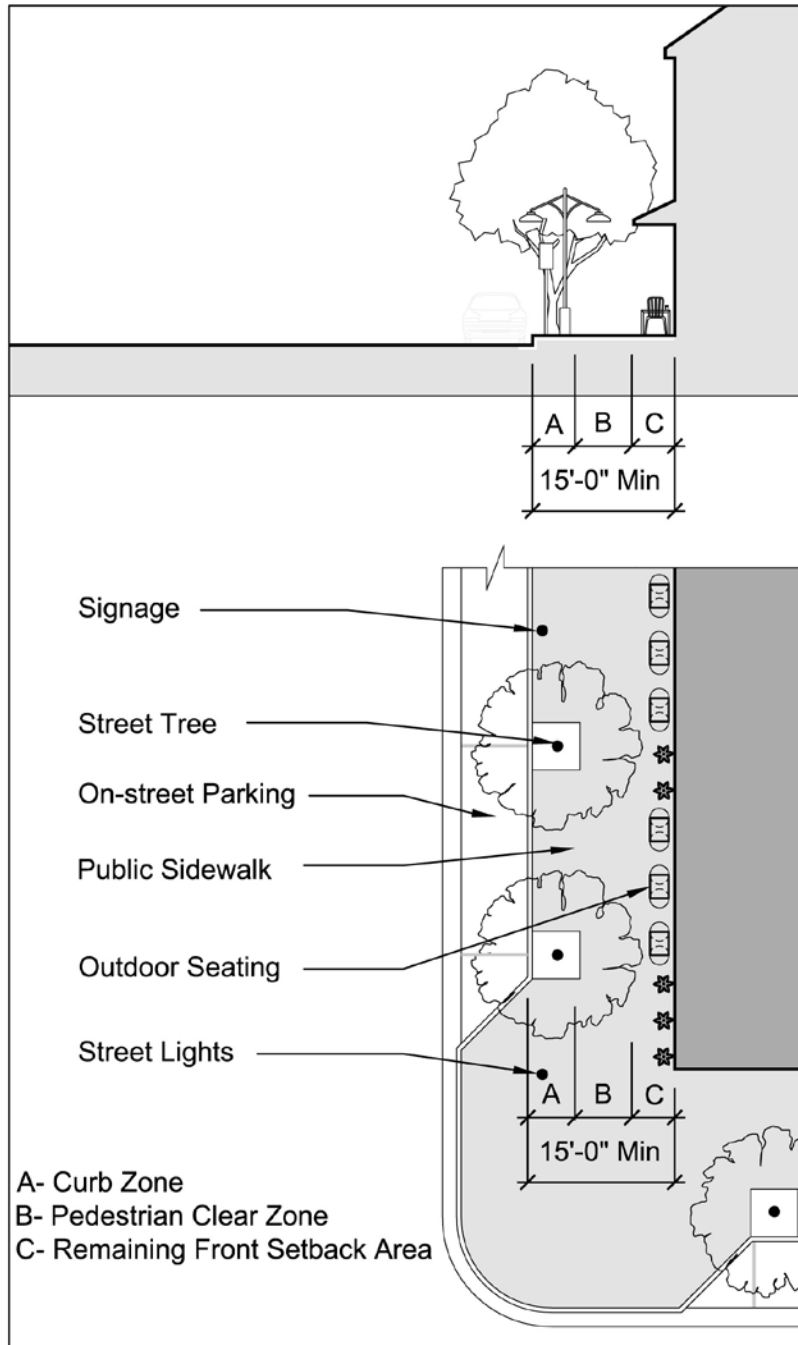 A B C
15'-0" Min
Signage
Street Tree
On-street Parking
Public Sidewalk
Outdoor Seating
Street Lights
A B C
15'-0" Min
A- Curb Zone
B- Pedestrian Clear Zone
C- Remaining Front Setback Area